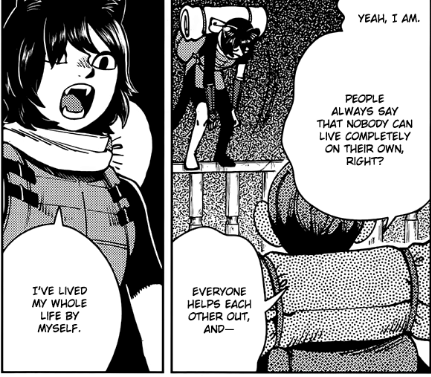 YEAH, I AM.
PEOPLE
ALWAYS SAY
THAT NOBODY CAN
LIVE COMPLETELY
ON THEIR OWN,
RIGHT?
EVERYONE
HELPS EACH
OTHER OUT,
AND—
I'VE LIVED
MY WHOLE
LIFE BY
MYSELF.